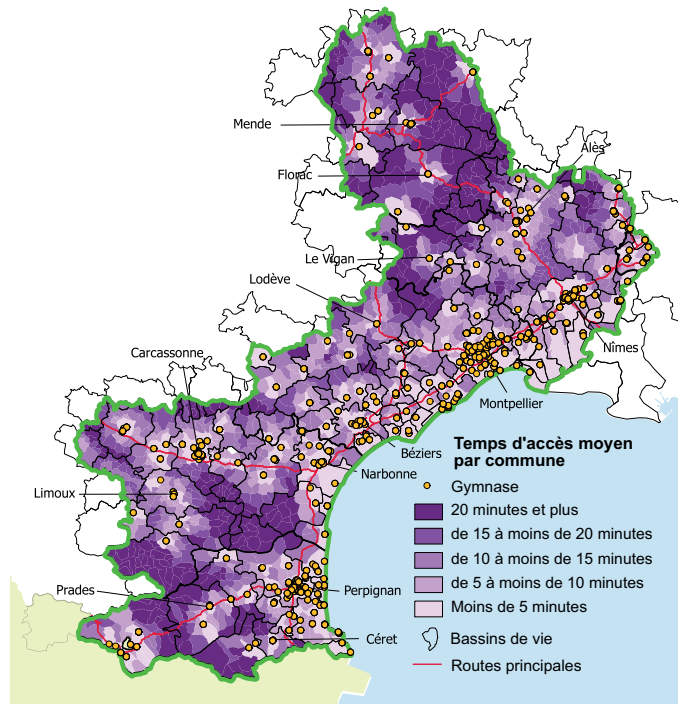 Mende
Alès
Florac
Le Vigan
Lodève
Nîmes
Carcassonne
Montpellier
Béziers
Narbonne
Limoux
Prades
Perpignan
Céret
Temps d'accès moyen
par commune
Gymnase
20 minutes et plus
de 15 à moins de 20 minutes
de 10 à moins de 15 minutes
de 5 à moins de 10 minutes
Moins de 5 minutes
Bassins de vie
Routes principales